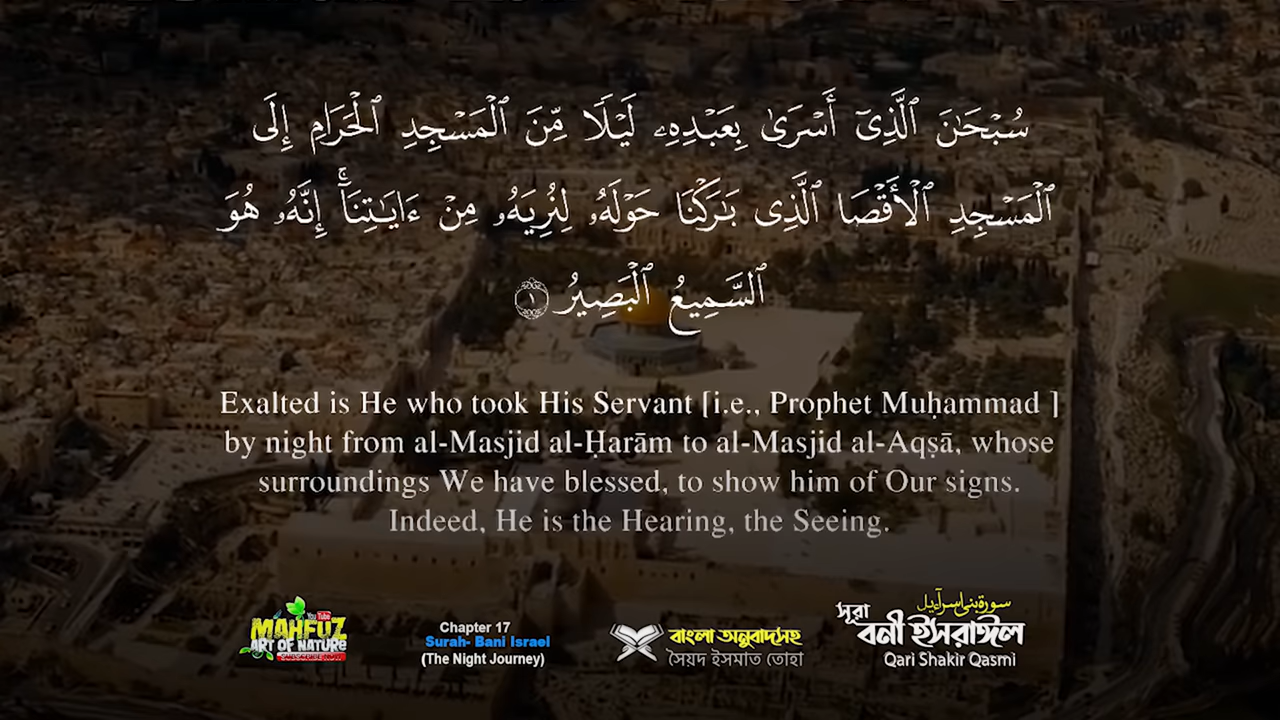 سُبْحَٰنَ ٱلَّذِىٓ أَسْرَىٰ بِعَبْدِهِۦ لَيْلًا مِّنَ ٱلْمَسْجِدِ ٱلْحَرَامِ إِلَى
ٱلْمَسْجِدِ ٱلْأَقْصَا ٱلَّذِى بَٰرَكْنَا حَوْلَهُۥ لِنُرِيَهُۥ مِنْ ءَايَٰتِنَآ ۚ إِنَّهُۥ هُوَ
ٱلسَّمِيعُ ٱلْبَصِيرُ ١
Exalted is He who took His Servant [i.e., Prophet Muḥammad ]
by night from al-Masjid al-Ḥarām to al-Masjid al-Aqṣā, whose
surroundings We have blessed, to show him of Our signs.
Indeed, He is the Hearing, the Seeing.
You Tube
MAHFUZ
ART OF NATURE
Chapter 17
Surah- Bani Israel
(The Night Journey)
বাংলা অনুবাদসহ
সৈয়দ ইসমাত তোহা
سورة بنی اسرآءیل
সূরা
বনী ইসরাঈল
Qari Shakir Qasmi